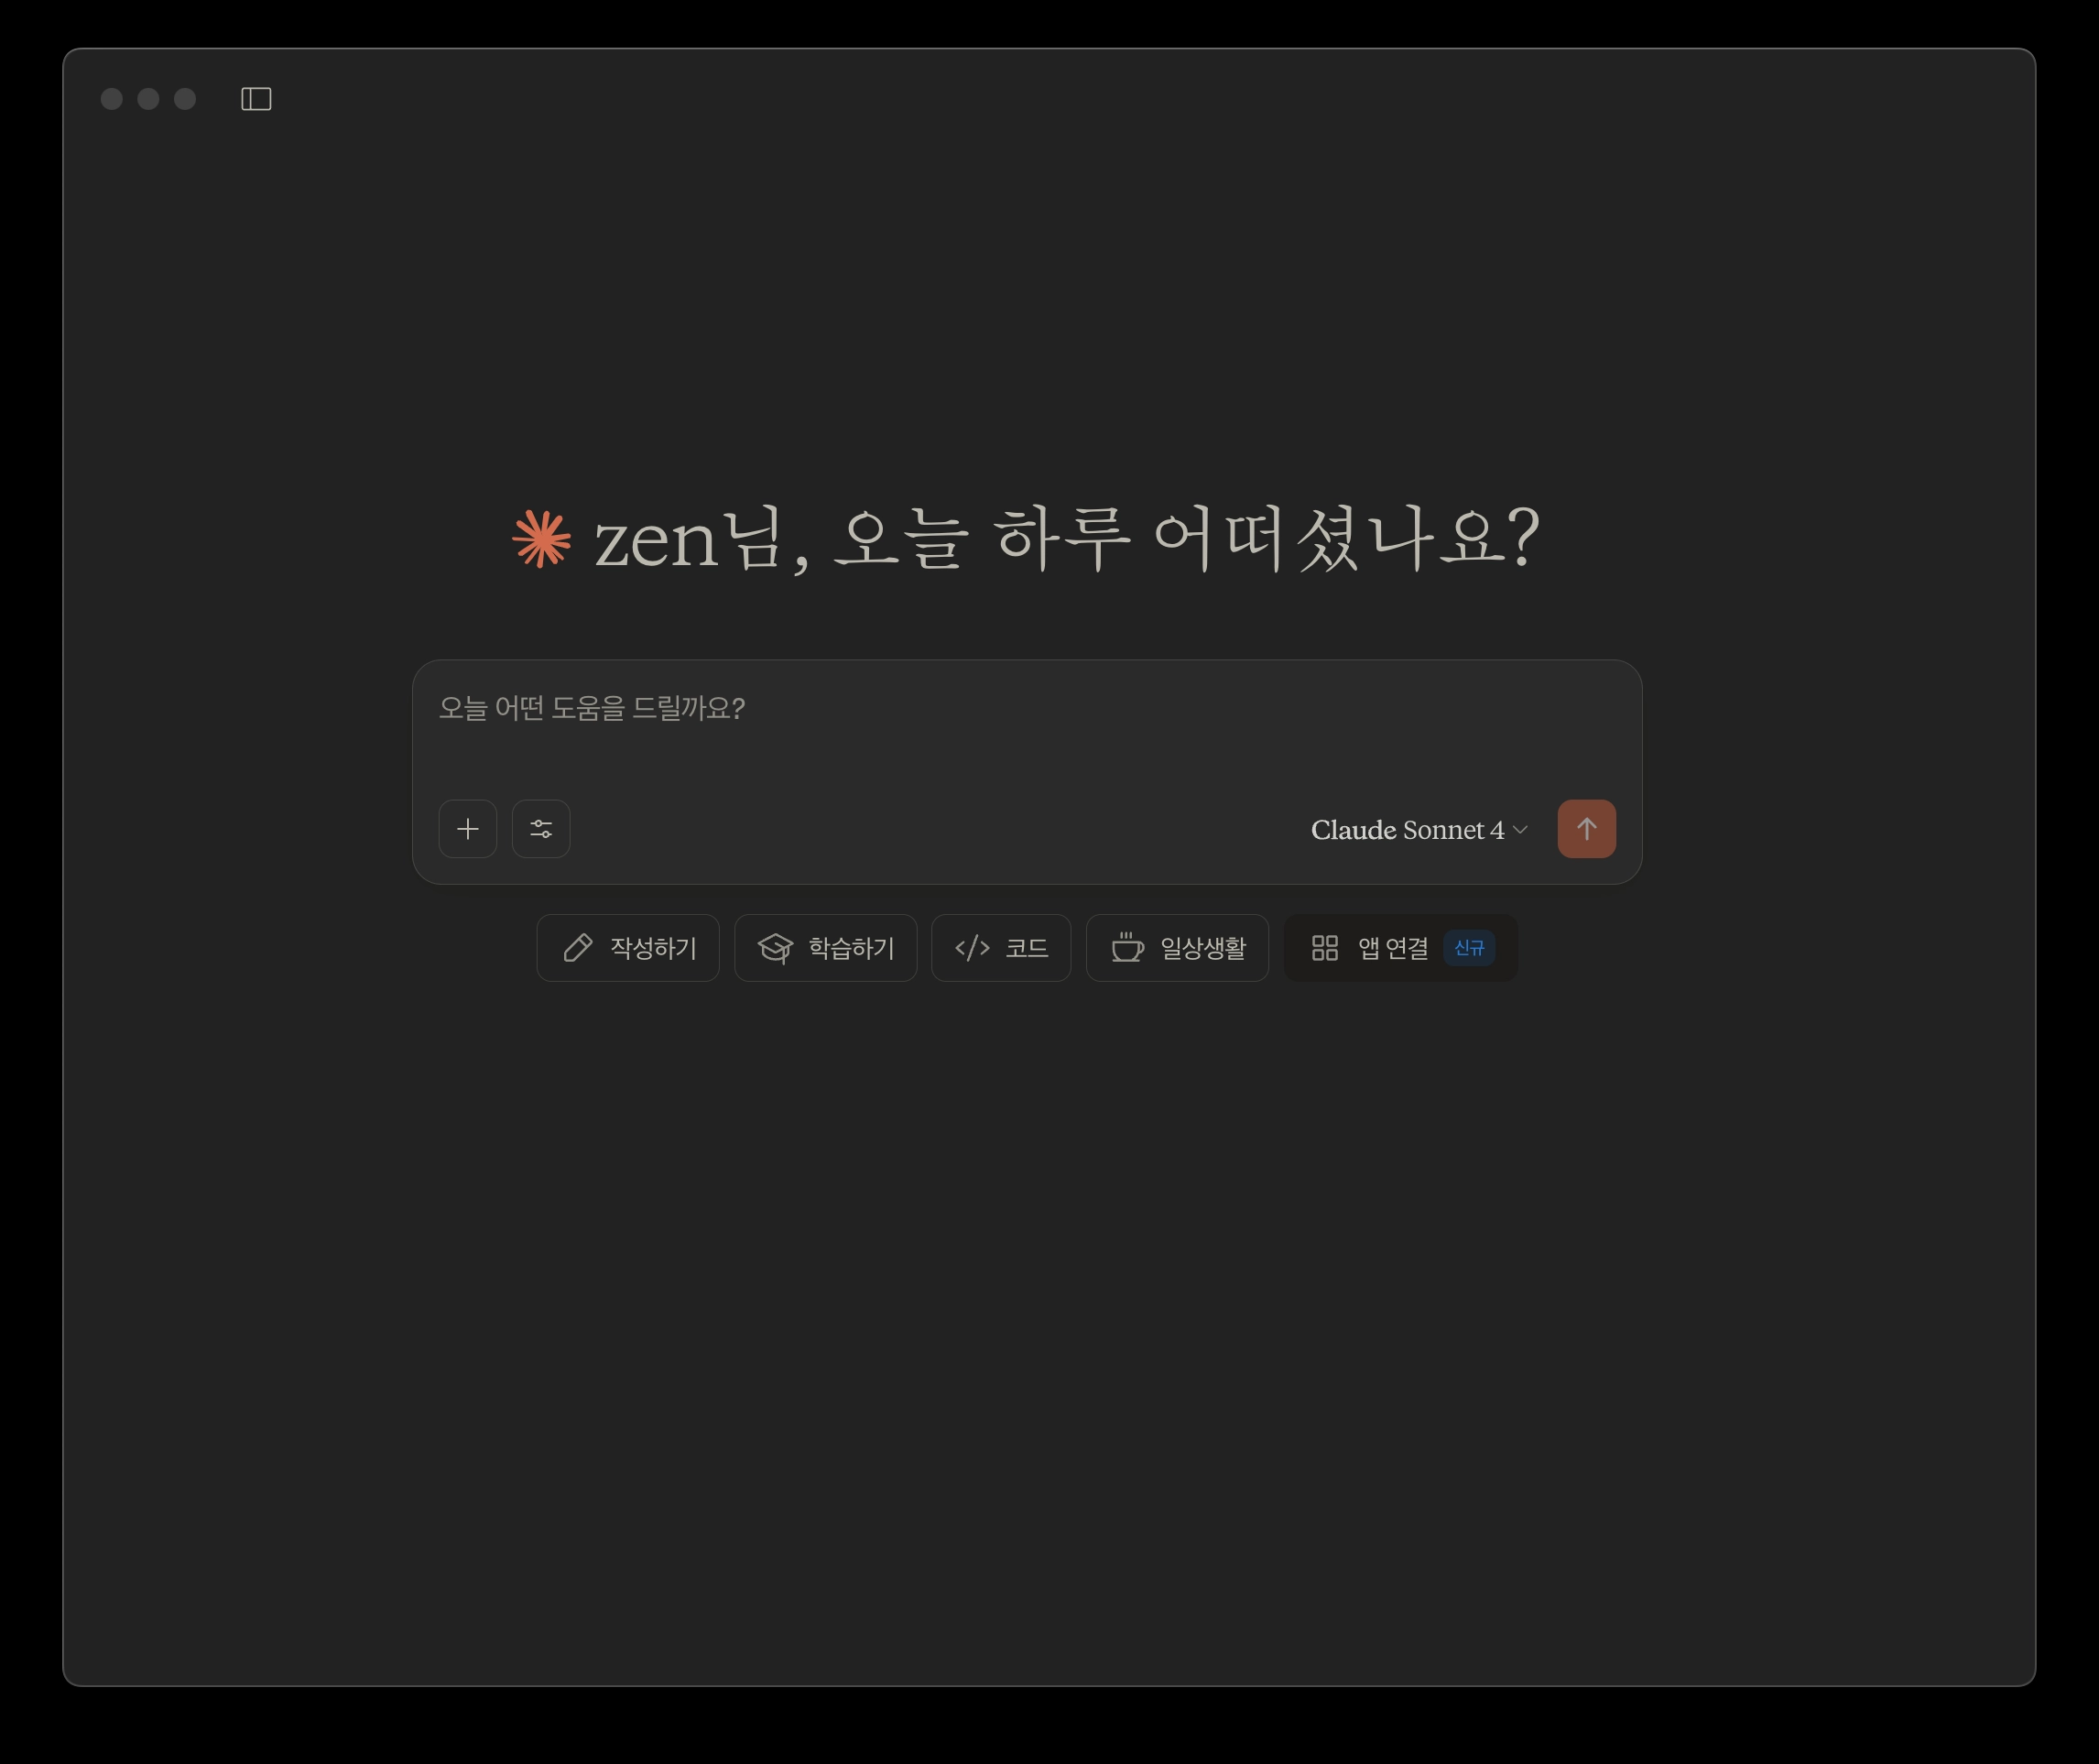 zen님, 오늘 하루 어떠셨나요?
오늘 어떤 도움을 드릴까요?
Claude Sonnet 4
작성하기 학습하기 코드 일상생활 앱 연결 신규